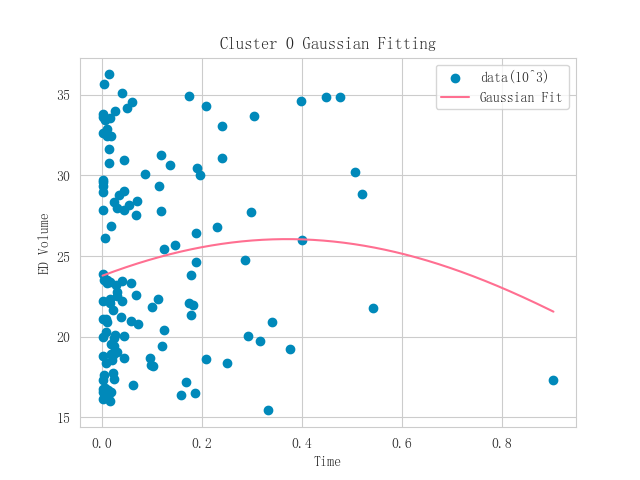 Cluster 0 Gaussian Fitting
data(10^3)
Gaussian Fit
ED Volume
35
30
25
20
15
0.0 0.2 0.4 0.6 0.8
Time